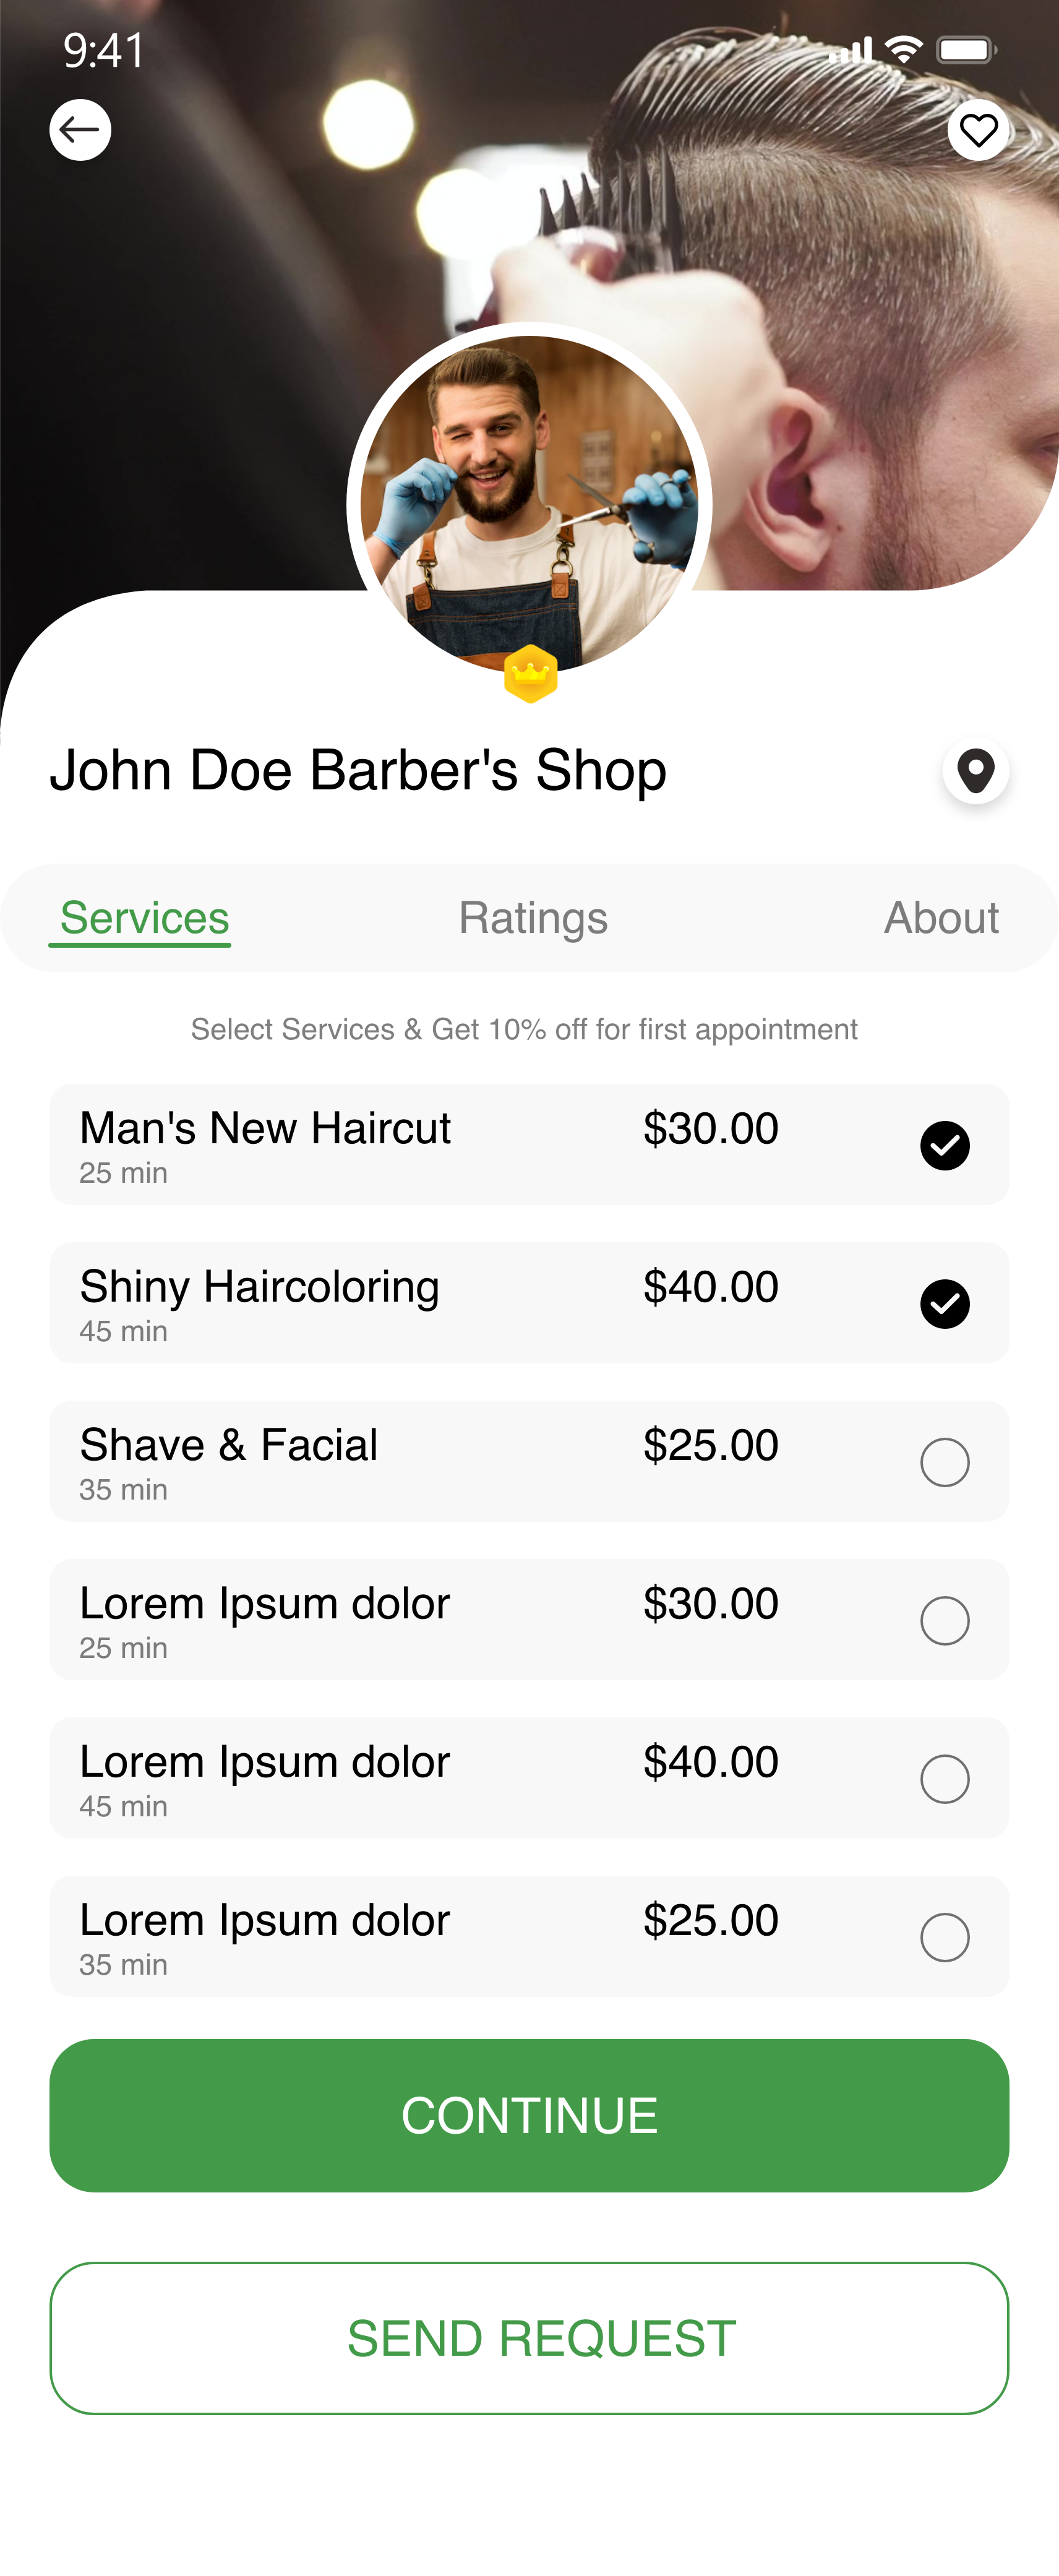 9:41
John Doe Barber's Shop
Services Ratings About
Select Services & Get 10% off for first appointment
Man's New Haircut $30.00
25 min
Shiny Haircoloring $40.00
45 min
Shave & Facial $25.00
35 min
Lorem Ipsum dolor $30.00
25 min
Lorem Ipsum dolor $40.00
45 min
Lorem Ipsum dolor $25.00
35 min
CONTINUE
SEND REQUEST